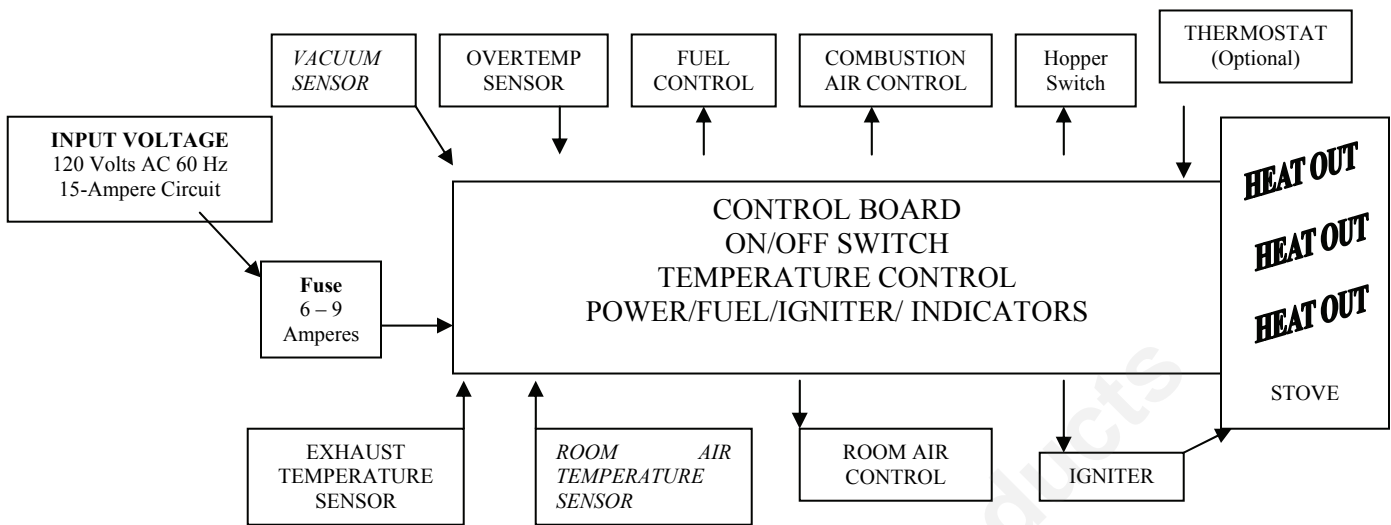 VACUUM
SENSOR
OVERTEMP
SENSOR
FUEL
CONTROL
COMBUSTION
AIR CONTROL
Hopper
Switch
THERMOSTAT
(Optional)
INPUT VOLTAGE
120 Volts AC 60 Hz
15-Ampere Circuit
Fuse
6 – 9
Amperes
CONTROL BOARD
ON/OFF SWITCH
TEMPERATURE CONTROL
POWER/FUEL/IGNITER/ INDICATORS
HEAT OUT
HEAT OUT
HEAT OUT
STOVE
EXHAUST
TEMPERATURE
SENSOR
ROOM AIR
TEMPERATURE
SENSOR
ROOM AIR
CONTROL
IGNITER
ducts